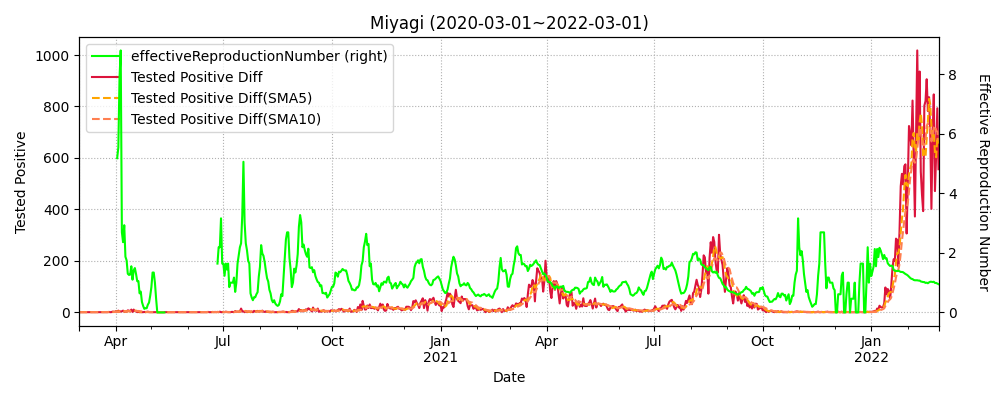 Miyagi (2020-03-01~2022-03-01)
effectiveReproductionNumber (right)
Tested Positive Diff
Tested Positive Diff(SMA5)
Tested Positive Diff(SMA10)
Tested Positive
1000
800
600
400
200
0
Effective Reproduction Number
8
6
4
2
0
Apr Jul Oct Jan Apr Jul Oct Jan
2021 2022
Date